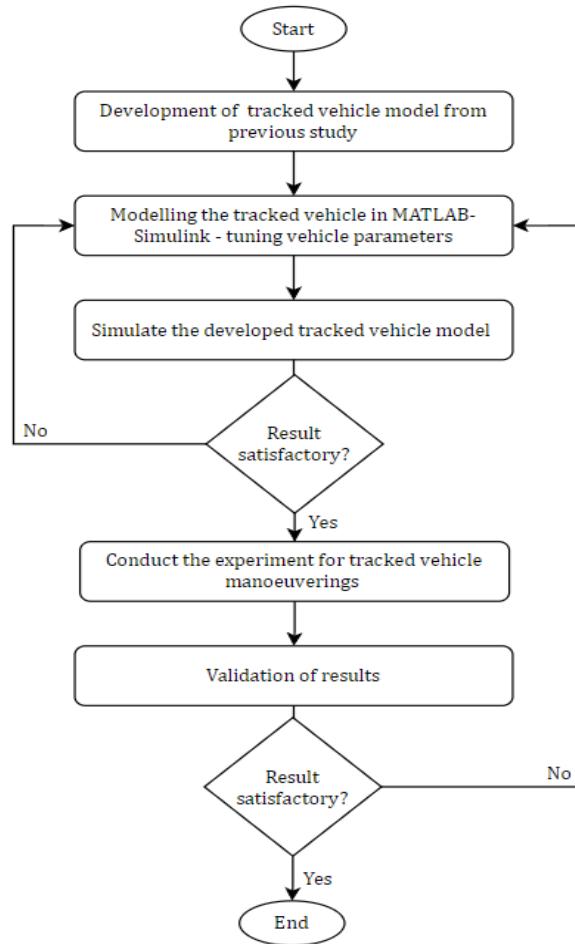 Start
Development of tracked vehicle model from
previous study
Modelling the tracked vehicle in MATLAB-
Simulink - tuning vehicle parameters
Simulate the developed tracked vehicle model
No
Result
satisfactory?
Yes
Conduct the experiment for tracked vehicle
manoeuverings
Validation of results
Result
satisfactory?
No
Yes
End